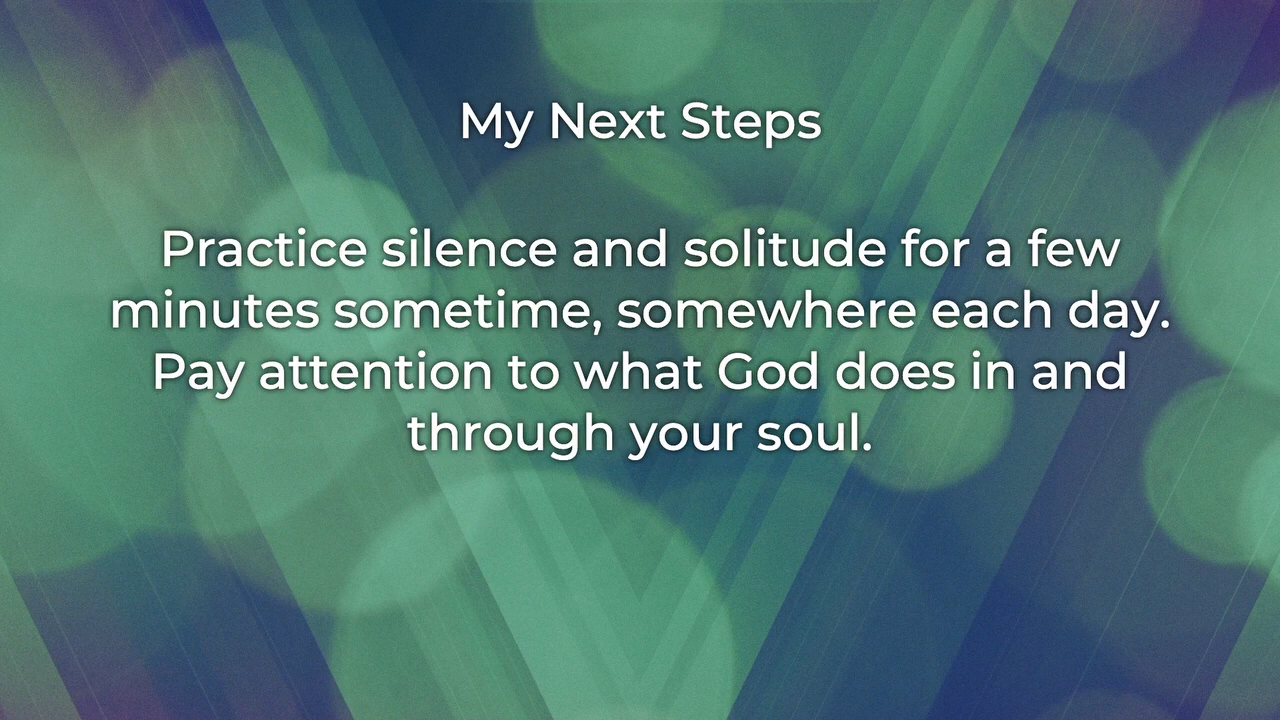 My Next Steps
Practice silence and solitude for a few
minutes sometime, somewhere each day.
Pay attention to what God does in and
through your soul.